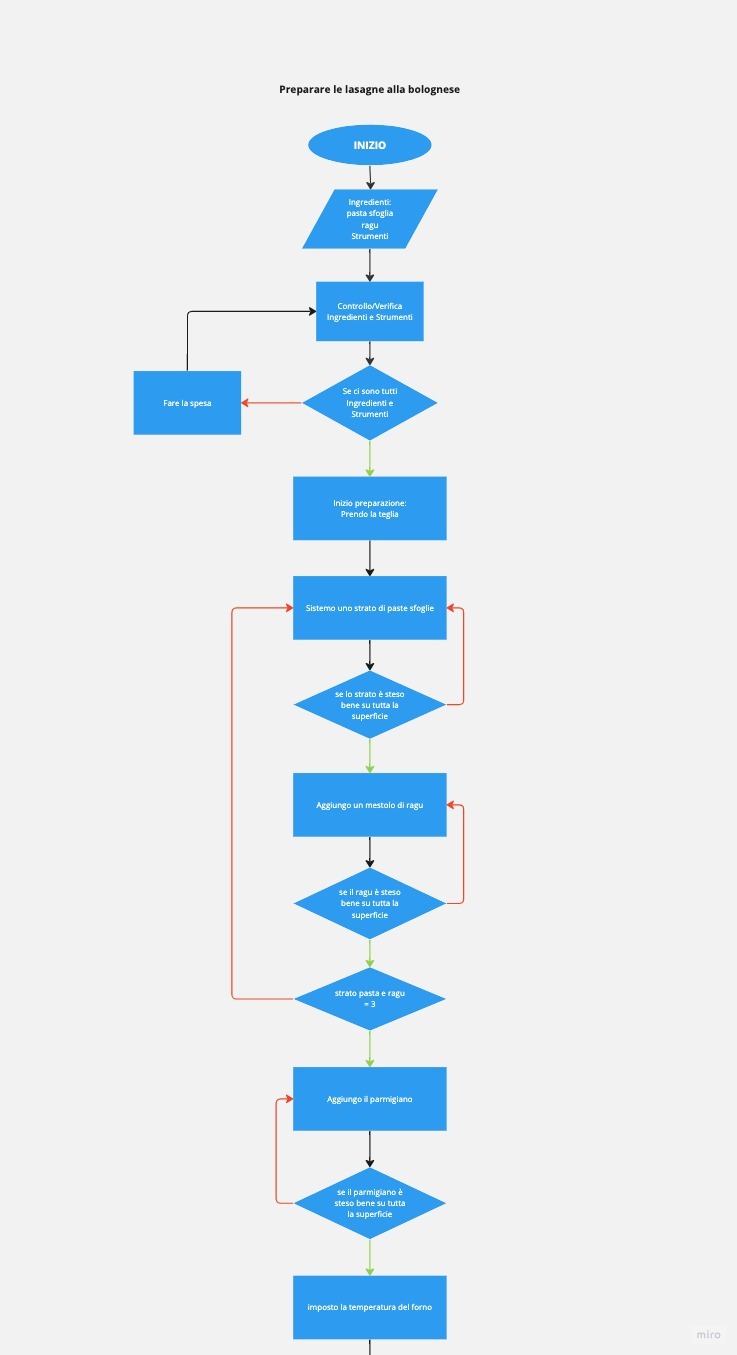 Preparare le lasagne alla bolognese
INIZIO
Ingredienti:
pasta sfoglia
ragu
Strumenti
Controllo/Verifica
Ingredienti e Strumenti
Se ci sono tutti
Ingredienti e
Strumenti
Fare la spesa
Inizio preparazione:
Prendo la teglia
Sistemo uno strato di paste sfoglie
se lo strato è steso
bene su tutta la
superficie
Aggiungo un mestolo di ragu
se il ragu è steso
bene su tutta la
superficie
strato pasta e ragu
= 3
Aggiungo il parmigiano
se il parmigiano è
steso bene su tutta
la superficie
imposto la temperatura del forno
miro